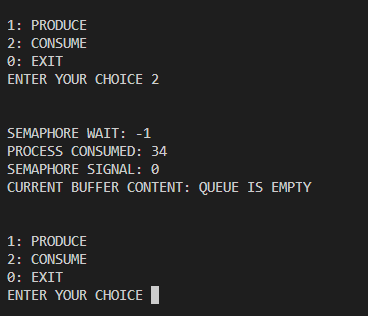 1: PRODUCE
2: CONSUME
0: EXIT
ENTER YOUR CHOICE 2
SEMAPHORE WAIT: -1
PROCESS CONSUMED: 34
SEMAPHORE SIGNAL: 0
CURRENT BUFFER CONTENT: QUEUE IS EMPTY
1: PRODUCE
2: CONSUME
0: EXIT
ENTER YOUR CHOICE